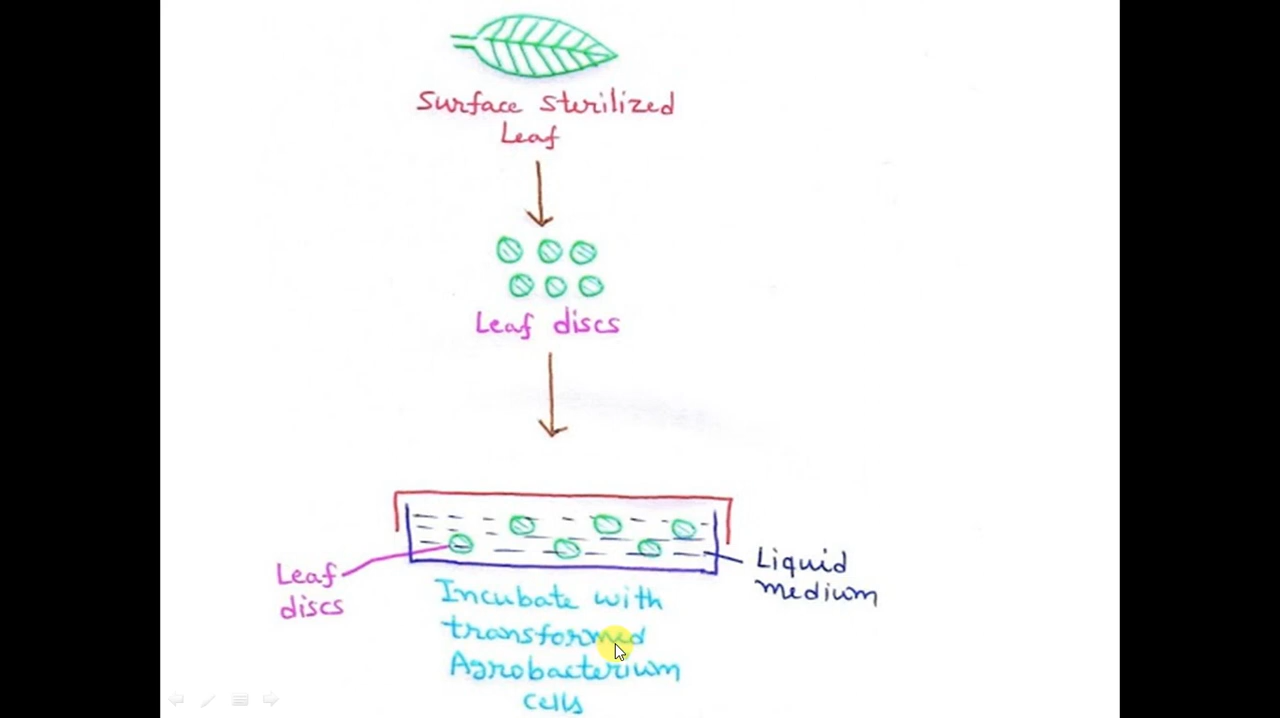 Surface sterilized
Leaf
Leaf discs
Leaf
discs
Liquid
medium
Incubate with
transformed
Agrobacterium
cells